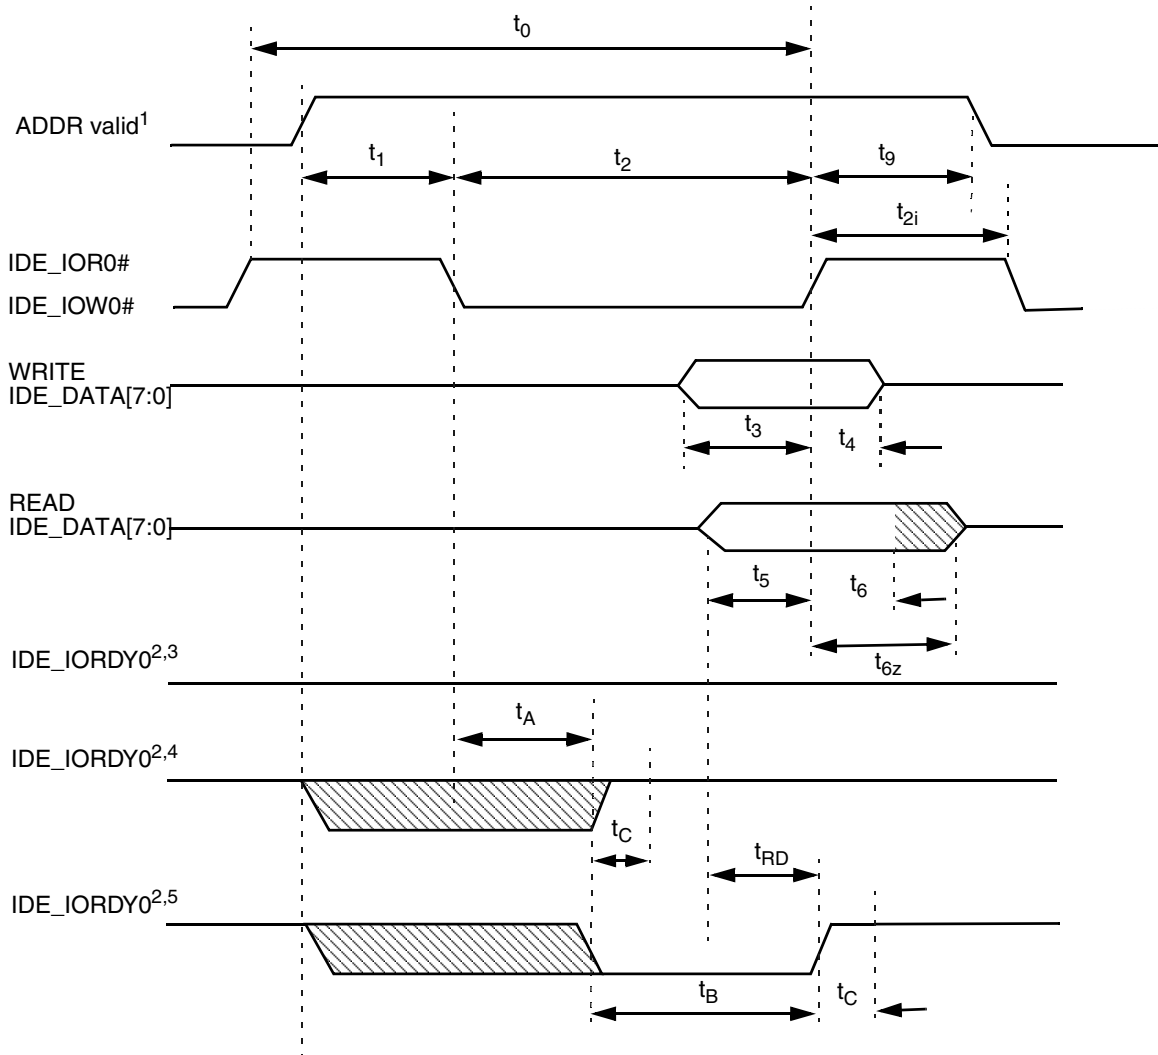 t0
ADDR valid1
t1
t2
t9
t2i
IDE_IOR0#
IDE_IOW0#
WRITE
IDE_DATA[7:0]
t3
t4
READ
IDE_DATA[7:0]
t5
t6
IDE_IORDY02,3
t6z
tA
IDE_IORDY02,4
tC
tRD
IDE_IORDY02,5
tB
tC